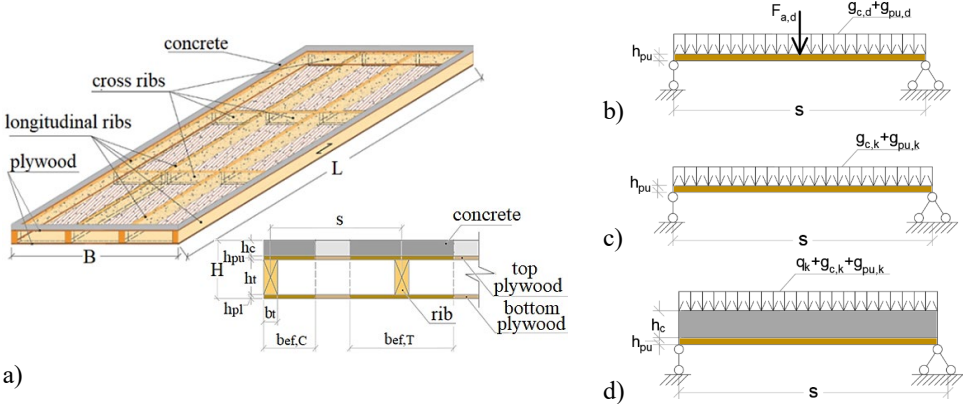 concrete
cross ribs
longitudinal ribs
plywood
L
B
s
concrete
hc
hpu
H
ht
hpl
bt
top
plywood
bottom
plywood
rib
bef,C
bef,T
a)
Fa,d
gc,d+gpu,d
hpu
s
b)
gc,k+gpu,k
hpu
s
c)
qk+gc,k+gpu,k
hc
hpu
s
d)